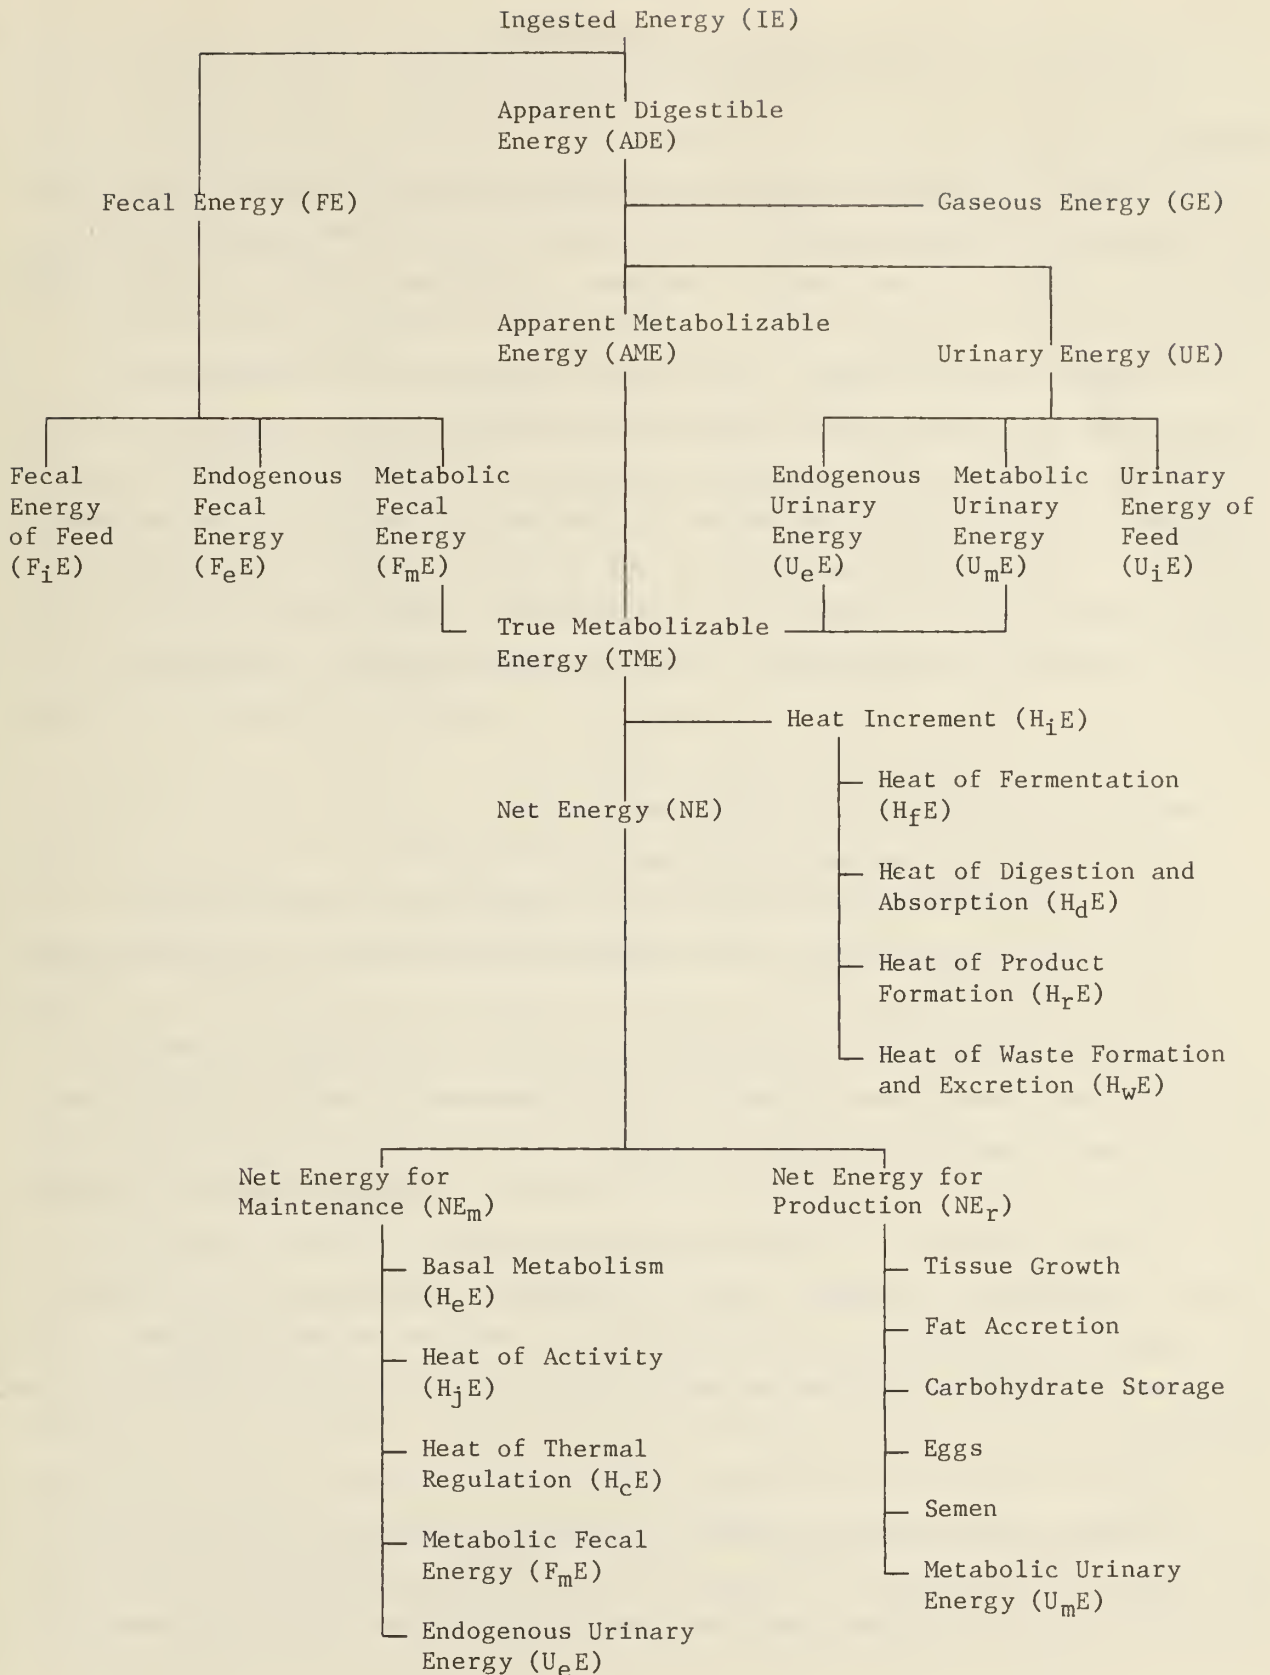 Ingested Energy (IE)
Apparent Digestible
Energy (ADE)
Fecal Energy (FE)
Gaseous Energy (GE)
Apparent Metabolizable
Energy (AME)
Urinary Energy (UE)
Fecal
Energy
of Feed
(FiE)
Endogenous
Fecal
Energy
(FeE)
Metabolic
Fecal
Energy
(FmE)
Endogenous
Urinary
Energy
(UeE)
Metabolic
Urinary
Energy
(UmE)
Urinary
Energy of
Feed
(UiE)
True Metabolizable
Energy (TME)
Heat Increment (HiE)
Heat of Fermentation
(HfE)
Net Energy (NE)
Heat of Digestion and
Absorption (HdE)
Heat of Product
Formation (HrE)
Heat of Waste Formation
and Excretion (HwE)
Net Energy for
Maintenance (NEm)
Basal Metabolism
(HeE)
Heat of Activity
(HjE)
Heat of Thermal
Regulation (HcE)
Metabolic Fecal
Energy (FmE)
Endogenous Urinary
Energy (UeE)
Net Energy for
Production (NEr)
Tissue Growth
Fat Accretion
Carbohydrate Storage
Eggs
Semen
Metabolic Urinary
Energy (UmE)